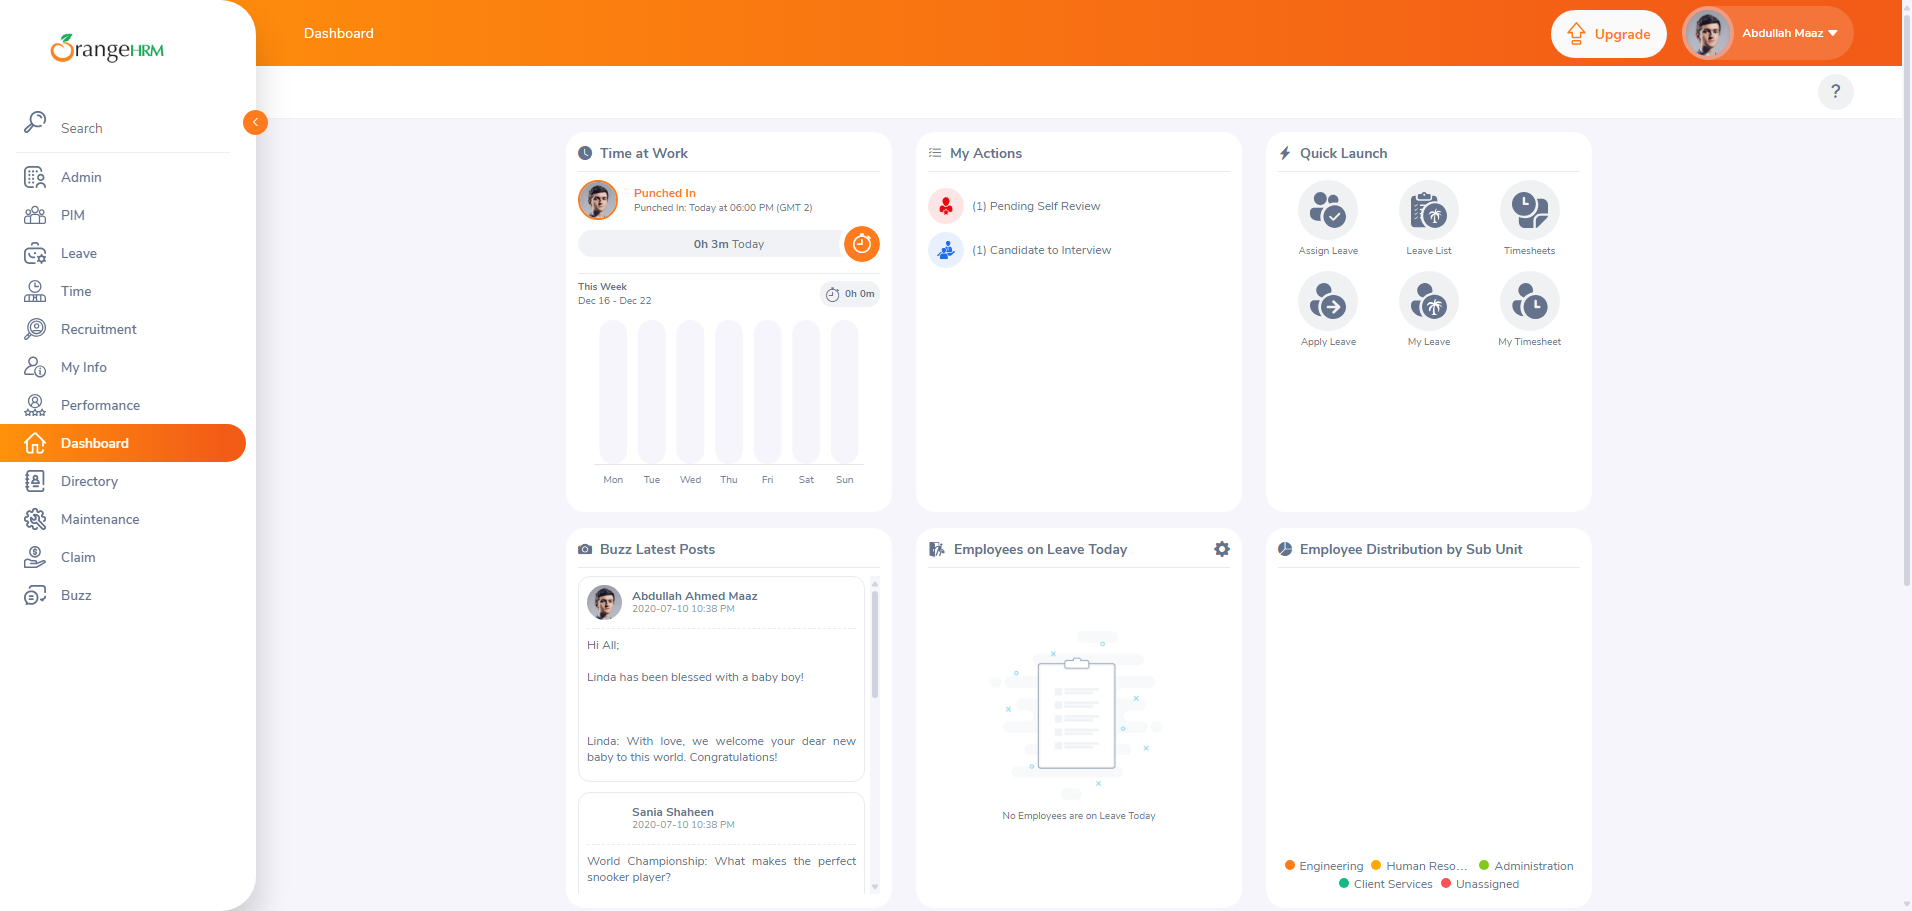 OrangeHRM
Dashboard
Upgrade
Abdullah Maaz
?
Search
Admin
PIM
Leave
Time
Recruitment
My Info
Performance
Dashboard
Directory
Maintenance
Claim
Buzz
Time at Work
Punched In
Punched In: Today at 06:00 PM (GMT 2)
0h 3m Today
This Week
Dec 16 - Dec 22
0h 0m
Mon Tue Wed Thu Fri Sat Sun
My Actions
(1) Pending Self Review
(1) Candidate to Interview
Quick Launch
Assign Leave Leave List Timesheets
Apply Leave My Leave My Timesheet
Buzz Latest Posts
Abdullah Ahmed Maaz
2020-07-10 10:38 PM
Hi All;
Linda has been blessed with a baby boy!
Linda: With love, we welcome your dear new
baby to this world. Congratulations!
Sania Shaheen
2020-07-10 10:38 PM
World Championship: What makes the perfect
snooker player?
Employees on Leave Today
No Employees are on Leave Today
Employee Distribution by Sub Unit
Engineering Human Reso... Administration
Client Services Unassigned